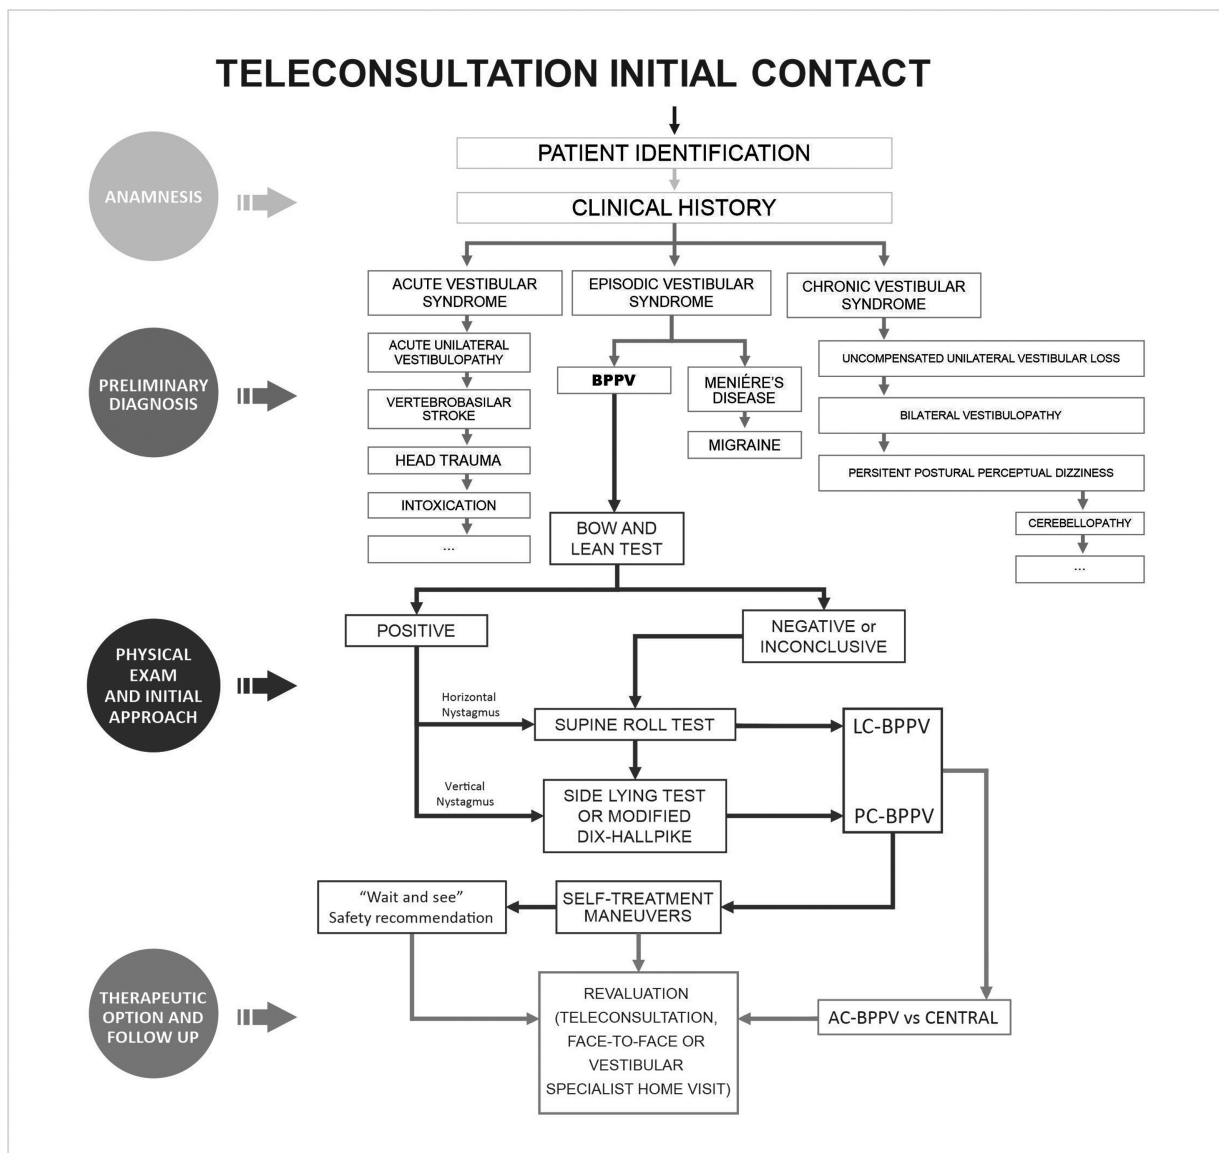 TELECONSULTATION INITIAL CONTACT
ANAMNESIS
PATIENT IDENTIFICATION
CLINICAL HISTORY
PRELIMINARY
DIAGNOSIS
ACUTE VESTIBULAR
SYNDROME
ACUTE UNILATERAL
VESTIBULOPATHY
VERTEBROBASILAR
STROKE
HEAD TRAUMA
INTOXICATION
...
EPISODIC VESTIBULAR
SYNDROME
BPPV
MENIÉRE'S
DISEASE
MIGRAINE
CHRONIC VESTIBULAR
SYNDROME
UNCOMPENSATED UNILATERAL VESTIBULAR LOSS
BILATERAL VESTIBULOPATHY
PERSITENT POSTURAL PERCEPTUAL DIZZINESS
CEREBELLOPATHY
...
PHYSICAL
EXAM
AND INITIAL
APPROACH
BOW AND
LEAN TEST
POSITIVE
NEGATIVE or
INCONCLUSIVE
Horizontal
Nystagmus
SUPINE ROLL TEST
LC-BPPV
Vertical
Nystagmus
SIDE LYING TEST
OR MODIFIED
DIX-HALLPIKE
PC-BPPV
THERAPEUTIC
OPTION AND
FOLLOW UP
"Wait and see"
Safety recommendation
SELF-TREATMENT
MANEUVERS
REVALUATION
(TELECONSULTATION,
FACE-TO-FACE OR
VESTIBULAR
SPECIALIST HOME VISIT)
AC-BPPV vs CENTRAL